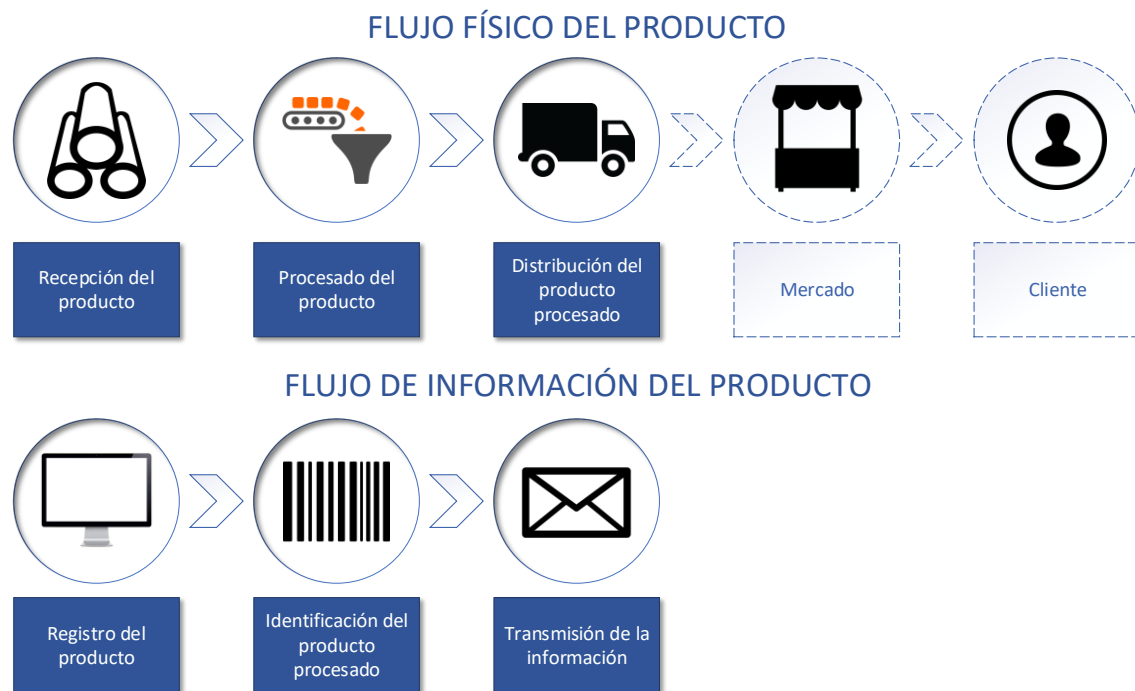 FLUJO FÍSICO DEL PRODUCTO
Recepción del
producto
Procesado del
producto
Distribución del
producto
procesado
Mercado
Cliente
FLUJO DE INFORMACIÓN DEL PRODUCTO
Registro del
producto
Identificación del
producto
procesado
Transmisión de la
información